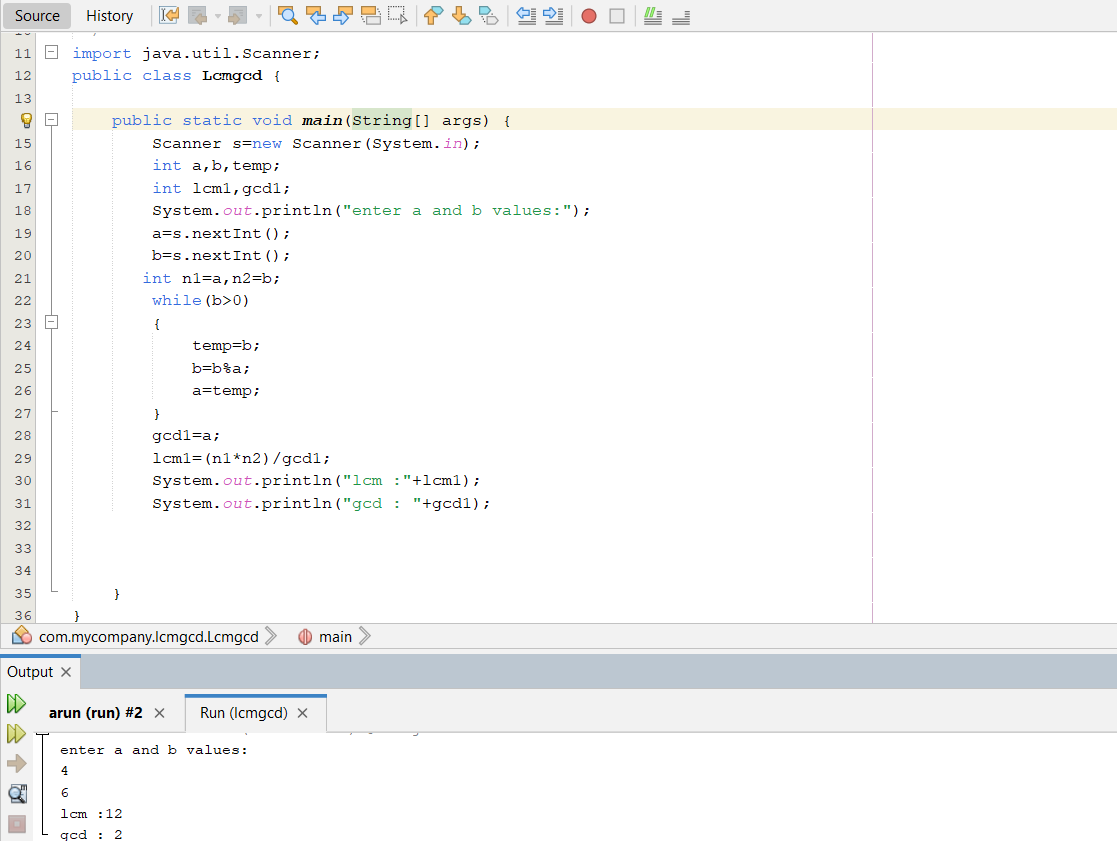 Source History
11 import java.util.Scanner;
12 public class Lcmgcd {
13
public static void main(String[] args) {
15 Scanner s=new Scanner(System.in);
16 int a,b,temp;
17 int lcm1,gcd1;
18 System.out.println("enter a and b values:");
19 a=s.nextInt();
20 b=s.nextInt();
21 int n1=a,n2=b;
22 while(b>0)
23 {
24 temp=b;
25 b=b%a;
26 a=temp;
27 }
28 gcd1=a;
29 lcm1=(n1*n2)/gcd1;
30 System.out.println("lcm :"+lcm1);
31 System.out.println("gcd : "+gcd1);
32
33
34
35 }
36 }
com.mycompany.lcmgcd.Lcmgcd main
Output
arun (run) #2 Run (lcmgcd)
enter a and b values:
4
6
lcm :12
gcd : 2